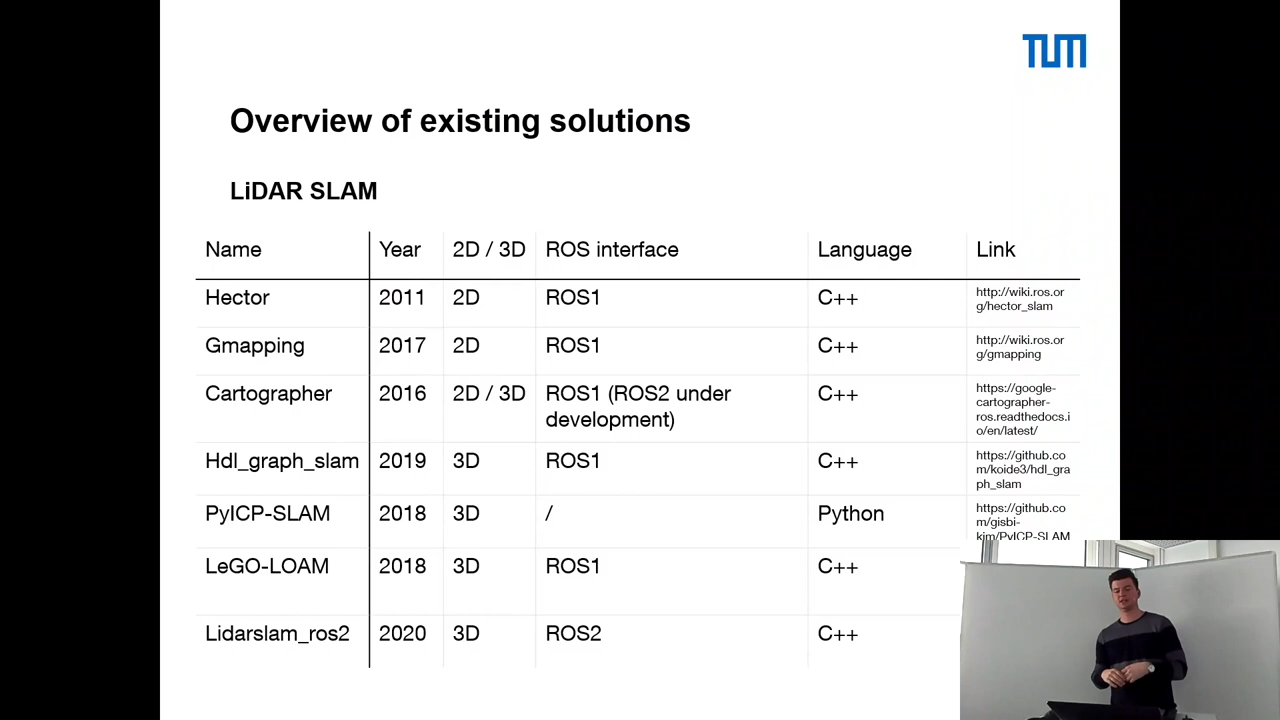 TUM
Overview of existing solutions
LiDAR SLAM
Name Year 2D / 3D ROS interface Language Link
Hector 2011 2D ROS1 C++ http://wiki.ros.or
g/hector_slam
Gmapping 2017 2D ROS1 C++ http://wiki.ros.or
g/gmapping
Cartographer 2016 2D / 3D ROS1 (ROS2 under C++ https://google-
development) cartographer-
ros.readthedocs.i
o/en/latest/
Hdl_graph_slam 2019 3D ROS1 C++ https://github.co
m/koide3/hdl_gra
ph_slam
PyICP-SLAM 2018 3D / Python https://github.co
m/gisbi-
kim/PyICP-SLAM
LeGO-LOAM 2018 3D ROS1 C++
Lidarslam_ros2 2020 3D ROS2 C++